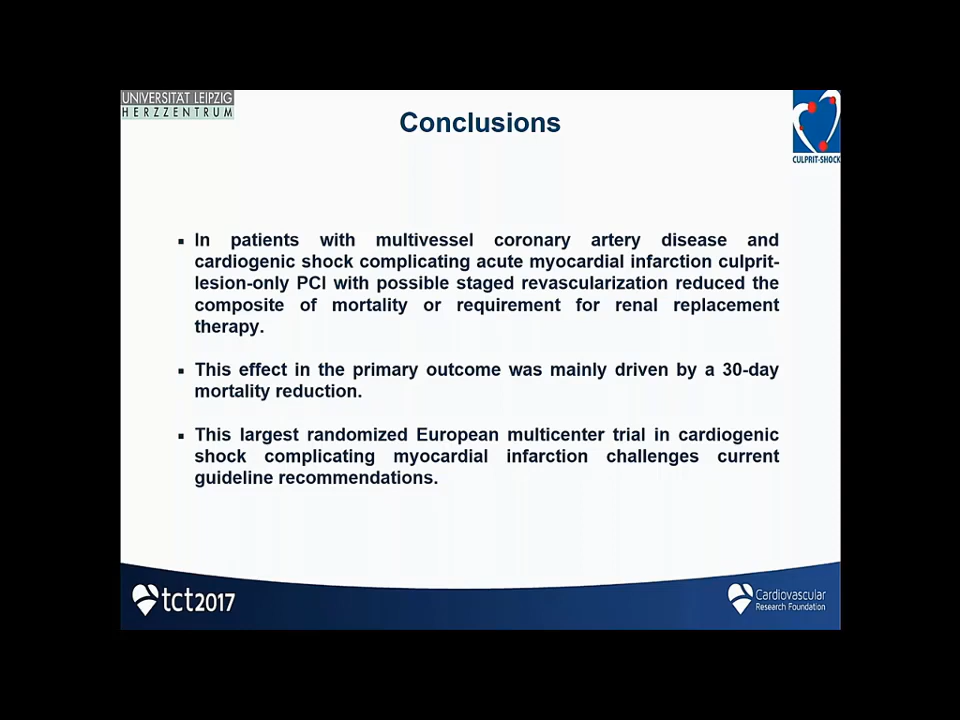 UNIVERSITÄT LEIPZIG
HERZZENTRUM
Conclusions
CULPRIT-SHOCK
▪ In patients with multivessel coronary artery disease and
cardiogenic shock complicating acute myocardial infarction culprit-
lesion-only PCI with possible staged revascularization reduced the
composite of mortality or requirement for renal replacement
therapy.
▪ This effect in the primary outcome was mainly driven by a 30-day
mortality reduction.
▪ This largest randomized European multicenter trial in cardiogenic
shock complicating myocardial infarction challenges current
guideline recommendations.
tct2017
Cardiovascular
Research Foundation